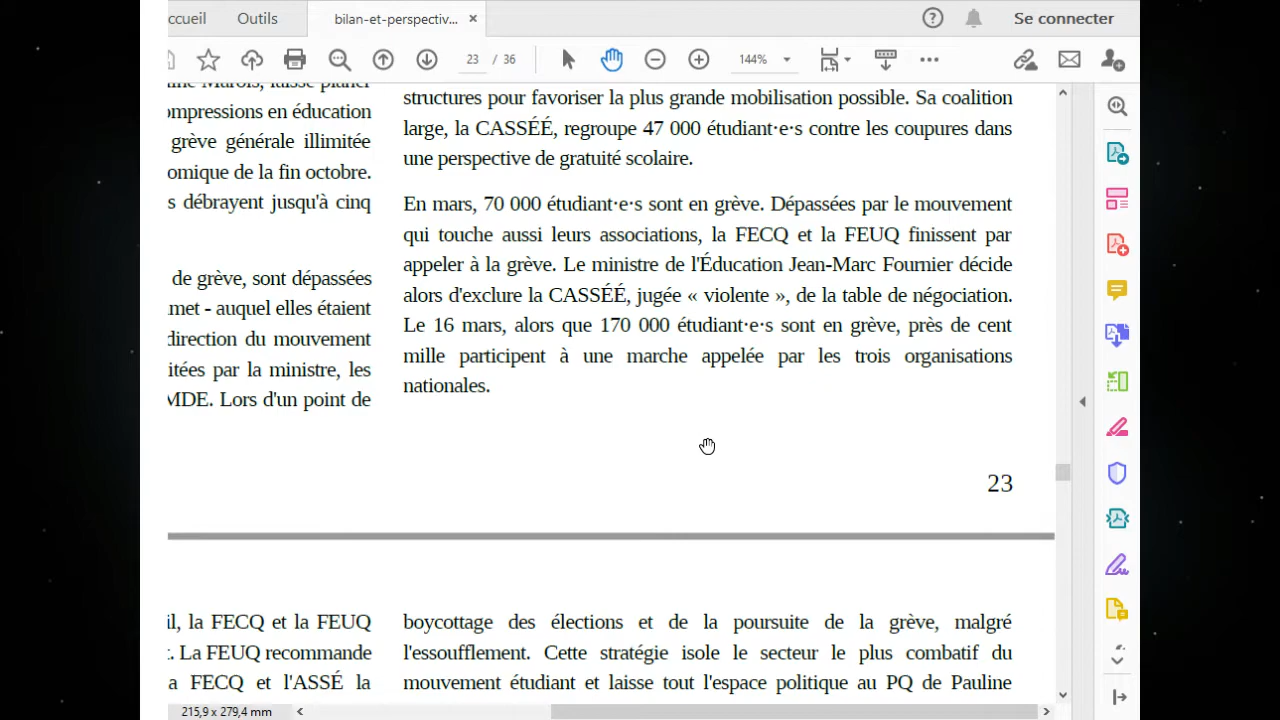 ccueil
Outils
bilan-et-perspectiv... ×
Se connecter
23 / 36
144%
mpressions en éducation
grève générale illimitée
omique de la fin octobre.
s débrayent jusqu'à cinq
de grève, sont dépassées
met - auquel elles étaient
direction du mouvement
itées par la ministre, les
MDE. Lors d'un point de
structures pour favoriser la plus grande mobilisation possible. Sa coalition
large, la CASSÉÉ, regroupe 47 000 étudiant·e·s contre les coupures dans
une perspective de gratuité scolaire.
En mars, 70 000 étudiant·e·s sont en grève. Dépassées par le mouvement
qui touche aussi leurs associations, la FECQ et la FEUQ finissent par
appeler à la grève. Le ministre de l'Éducation Jean-Marc Fournier décide
alors d'exclure la CASSÉÉ, jugée « violente », de la table de négociation.
Le 16 mars, alors que 170 000 étudiant·e·s sont en grève, près de cent
mille participent à une marche appelée par les trois organisations
nationales.
23
il, la FECQ et la FEUQ
. La FEUQ recommande
a FECQ et l'ASSÉ la
boycottage des élections et de la poursuite de la grève, malgré
l'essoufflement. Cette stratégie isole le secteur le plus combatif du
mouvement étudiant et laisse tout l'espace politique au PQ de Pauline
215,9 x 279,4 mm